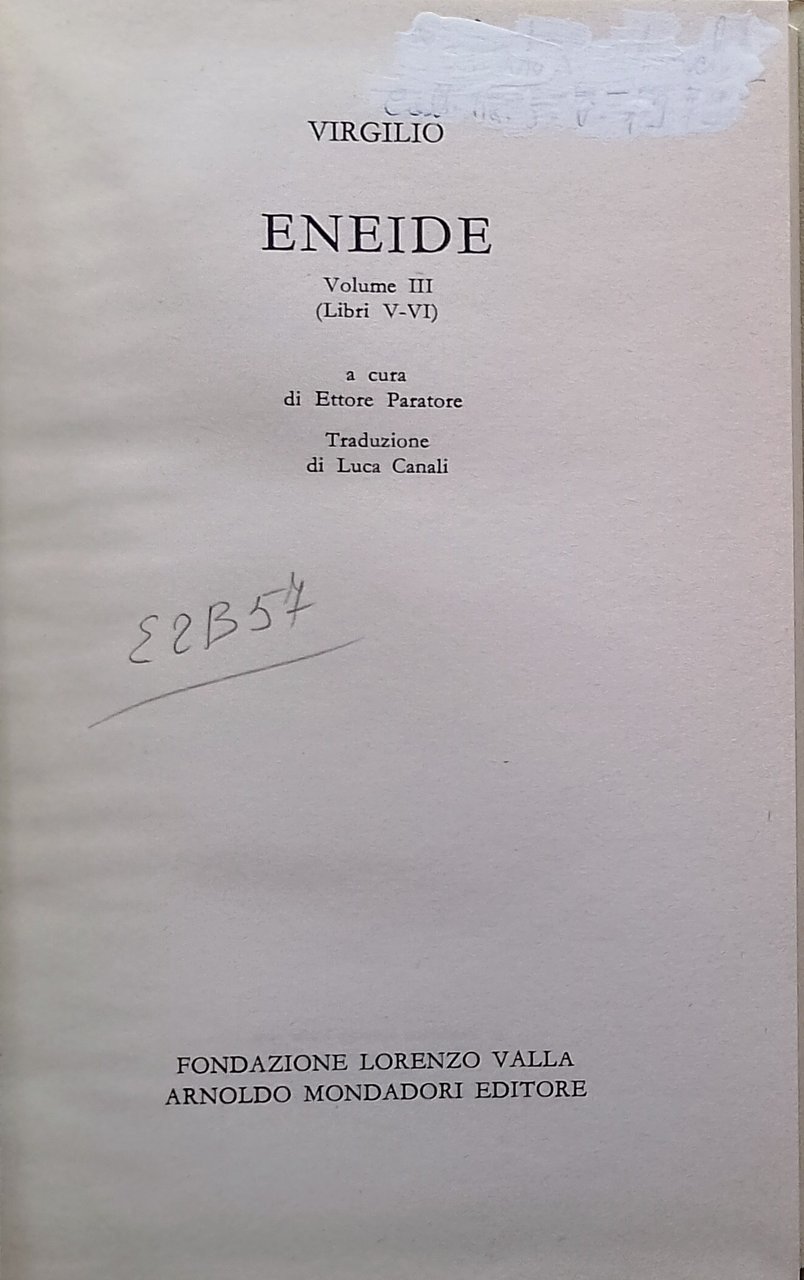 VIRGILIO
ENEIDE
Volume III
(Libri V-VI)
a cura
di Ettore Paratore
Traduzione
di Luca Canali
E2B57
FONDAZIONE LORENZO VALLA
ARNOLDO MONDADORI EDITORE